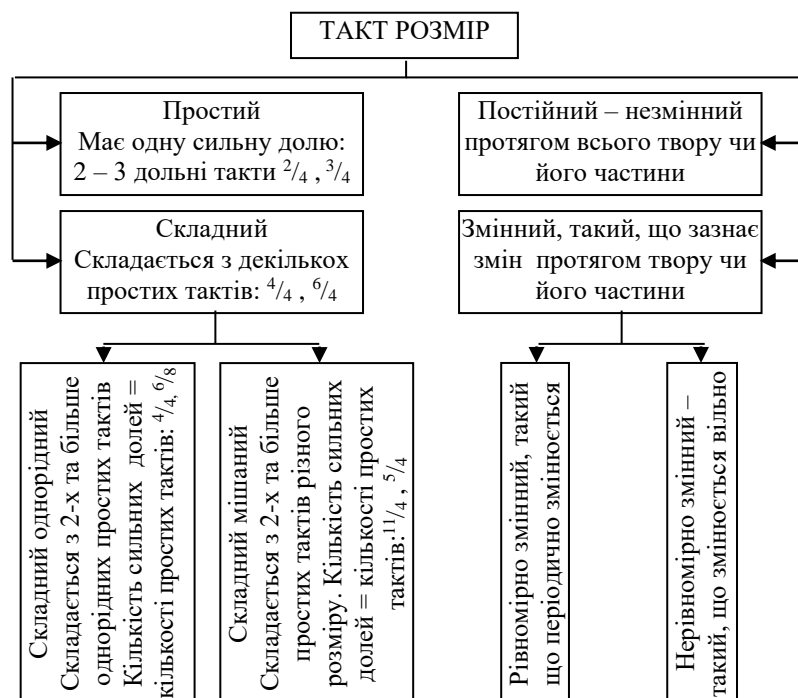 ТАКТ РОЗМІР
Простий
Має одну сильну долю:
2 – 3 дольні такти ²/₄ , ³/₄
Постійний – незмінний
протягом всього твору чи
його частини
Складний
Складається з декількох
простих тактів: ⁴/₄ , ⁶/₄
Змінний, такий, що зазнає
змін протягом твору чи
його частини
Складний однорідний
Складається з 2-х та більше
однорідних простих тактів
Кількість сильних долей =
кількості простих тактів: ⁴/₄, ⁶/₈
Складний мішаний
Складається з 2-х та більше
простих тактів різного
розміру. Кількість сильних
долей = кількості простих
тактів:¹¹/₄ , ⁵/₄
Рівномірно змінний, такий
що періодично змінюється
Нерівномірно змінний –
такий, що змінюється вільно